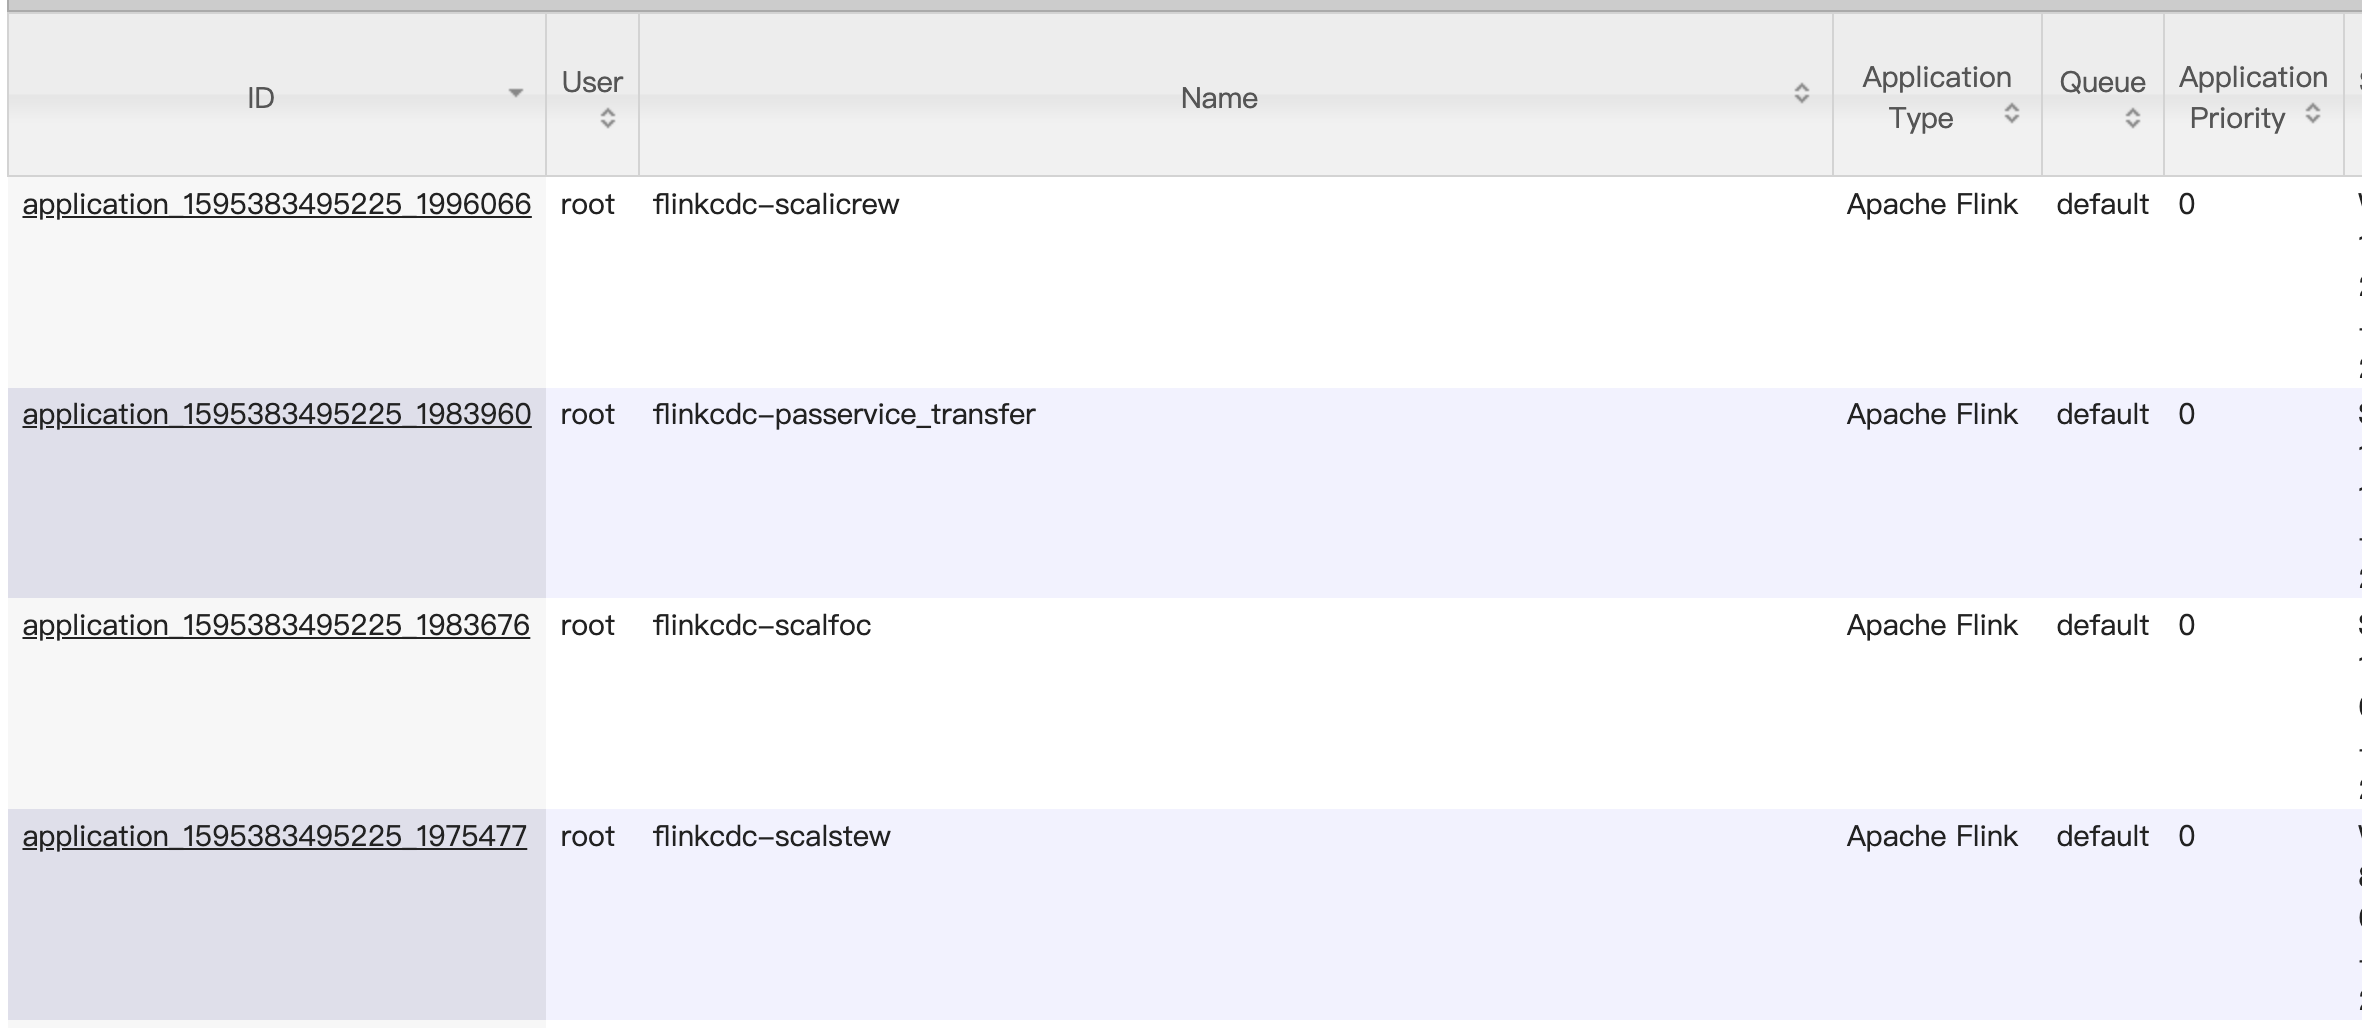 ID User Name Application Type Queue Application Priority
application_1595383495225_1996066 root flinkcdc-scalicrew Apache Flink default 0
application_1595383495225_1983960 root flinkcdc-passervice_transfer Apache Flink default 0
application_1595383495225_1983676 root flinkcdc-scalfoc Apache Flink default 0
application_1595383495225_1975477 root flinkcdc-scalstew Apache Flink default 0